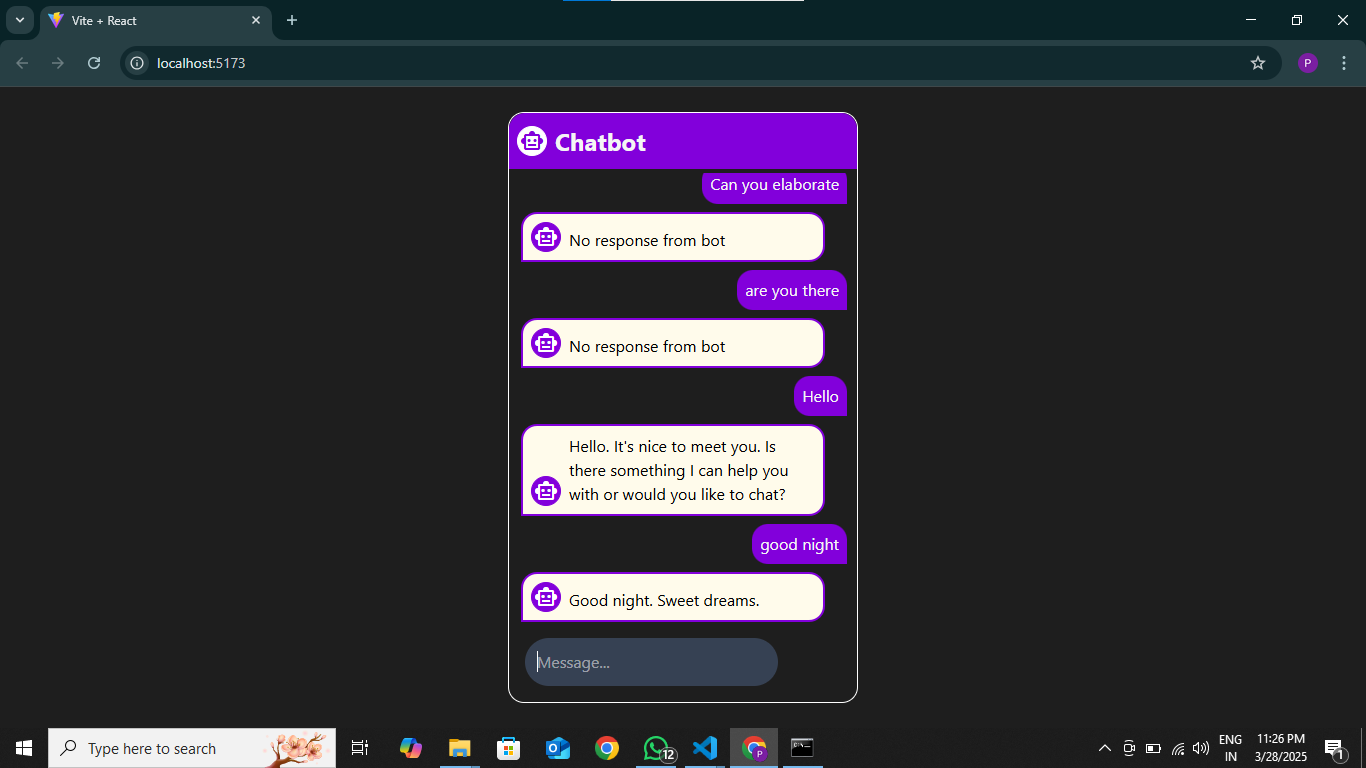 Vite + React
localhost:5173
P
Chatbot
Can you elaborate
No response from bot
are you there
No response from bot
Hello
Hello. It's nice to meet you. Is
there something I can help you
with or would you like to chat?
good night
Good night. Sweet dreams.
Message...
Type here to search
12
P
ENG
IN
11:26 PM
3/28/2025
1